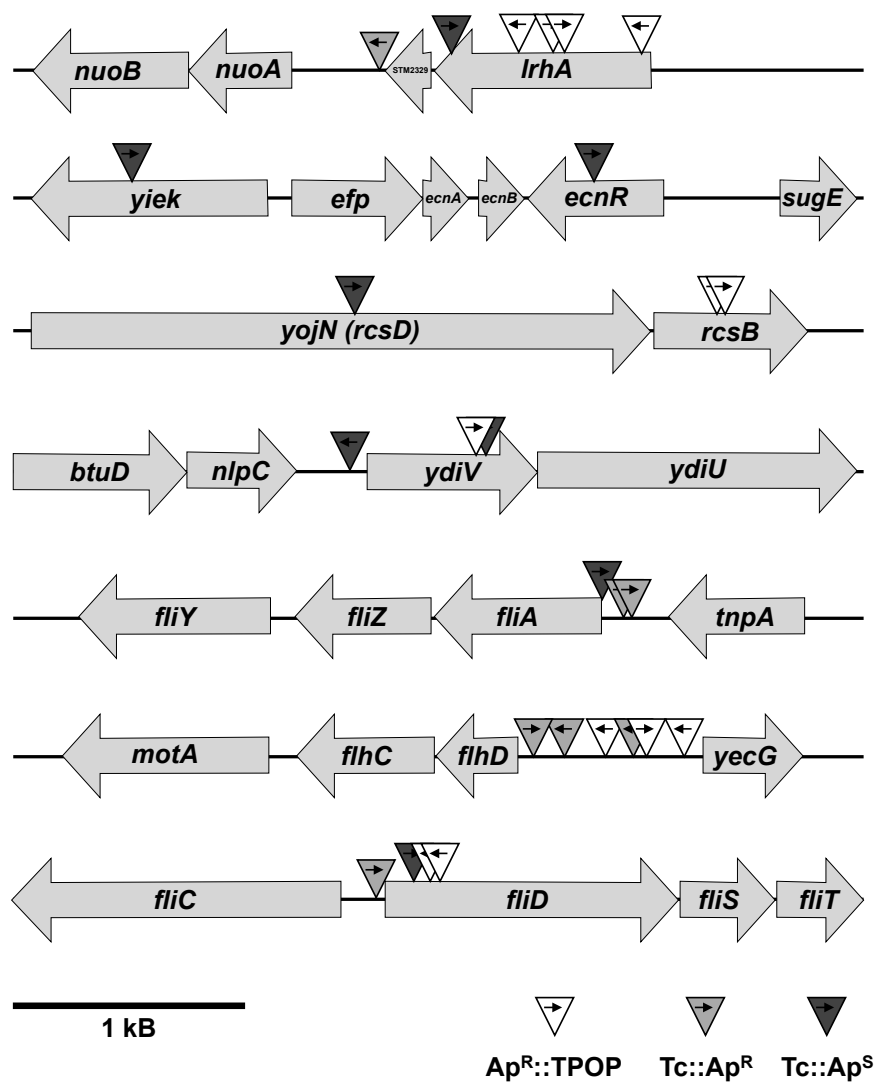 nuoB nuoA STM2329 lrhA
yiek efp ecnA ecnB ecnR sugE
yojN (rcsD) rcsB
btuD nlpC ydiV ydiU
fliY fliZ fliA tnpA
motA flhC flhD yecG
fliC fliD fliS fliT
1 kB
Ap^R::TPOP Tc::Ap^R Tc::Ap^S